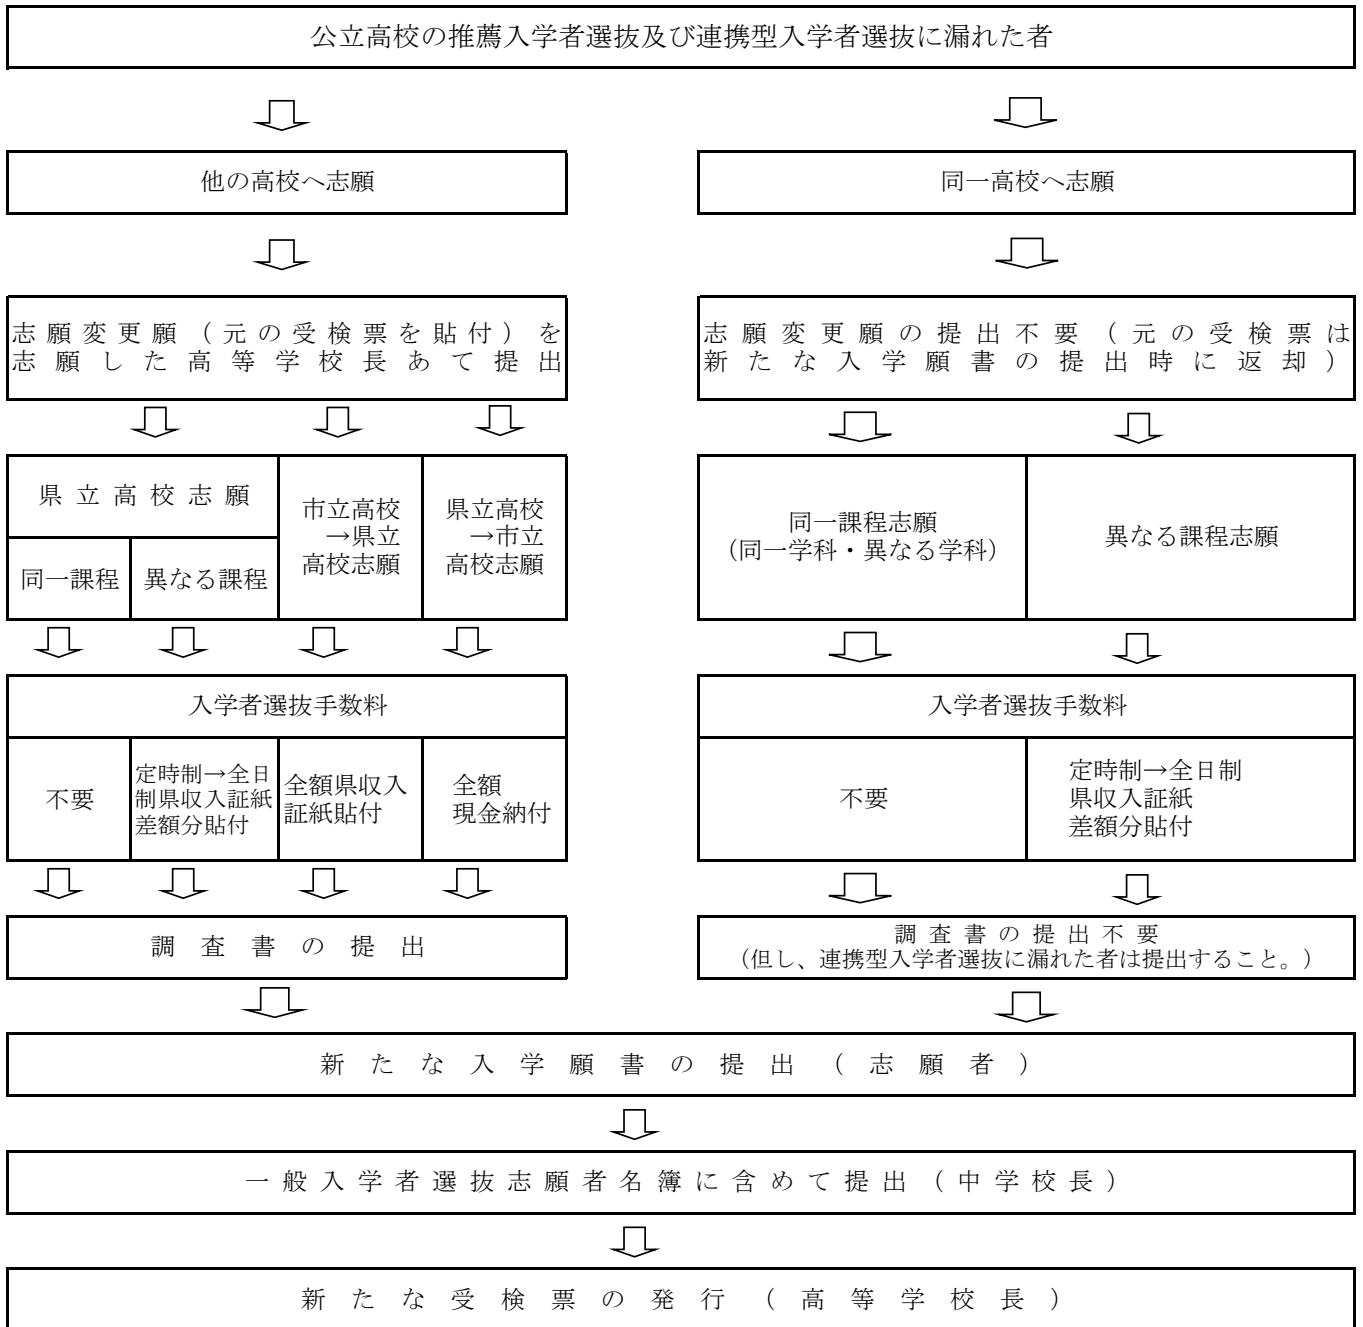 公立高校の推薦入学者選抜及び連携型入学者選抜に漏れた者
他の高校へ志願
同一高校へ志願
志願変更願（元の受検票を貼付）を
志願した高等学校長あて提出
志願変更願の提出不要（元の受検票は
新たな入学願書の提出時に返却）
県立高校志願
同一課程
異なる課程
市立高校
→県立
高校志願
県立高校
→市立
高校志願
同一課程志願
（同一学科・異なる学科）
異なる課程志願
入学者選抜手数料
不要
定時制→全日
制県収入証紙
差額分貼付
全額県収入
証紙貼付
全額
現金納付
入学者選抜手数料
不要
定時制→全日制
県収入証紙
差額分貼付
調査書の提出
調査書の提出不要
（但し、連携型入学者選抜に漏れた者は提出すること。）
新たな入学願書の提出（志願者）
一般入学者選抜志願者名簿に含めて提出（中学校長）
新たな受検票の発行（高等学校長）